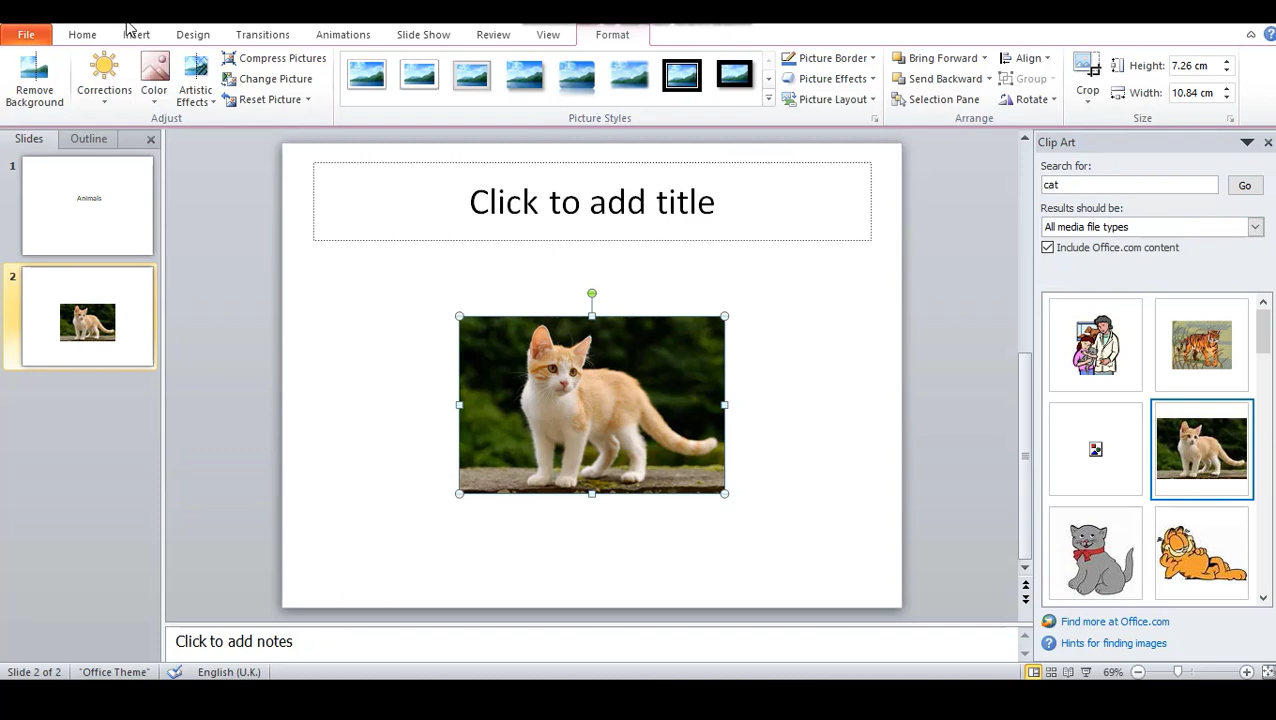 File Home Insert Design Transitions Animations Slide Show Review View Format
Remove Background
Corrections
Color
Artistic Effects
Compress Pictures
Change Picture
Reset Picture
Adjust
Picture Styles
Picture Border
Picture Effects
Picture Layout
Bring Forward
Send Backward
Selection Pane
Align
Group
Rotate
Arrange
Crop
Height: 7.26 cm
Width: 10.84 cm
Size
Slides Outline
1
Animals
2
Click to add title
Click to add notes
Clip Art
Search for:
cat
Go
Results should be:
All media file types
Include Office.com content
Find more at Office.com
Hints for finding images
Slide 2 of 2 "Office Theme" English (U.K.) 69%